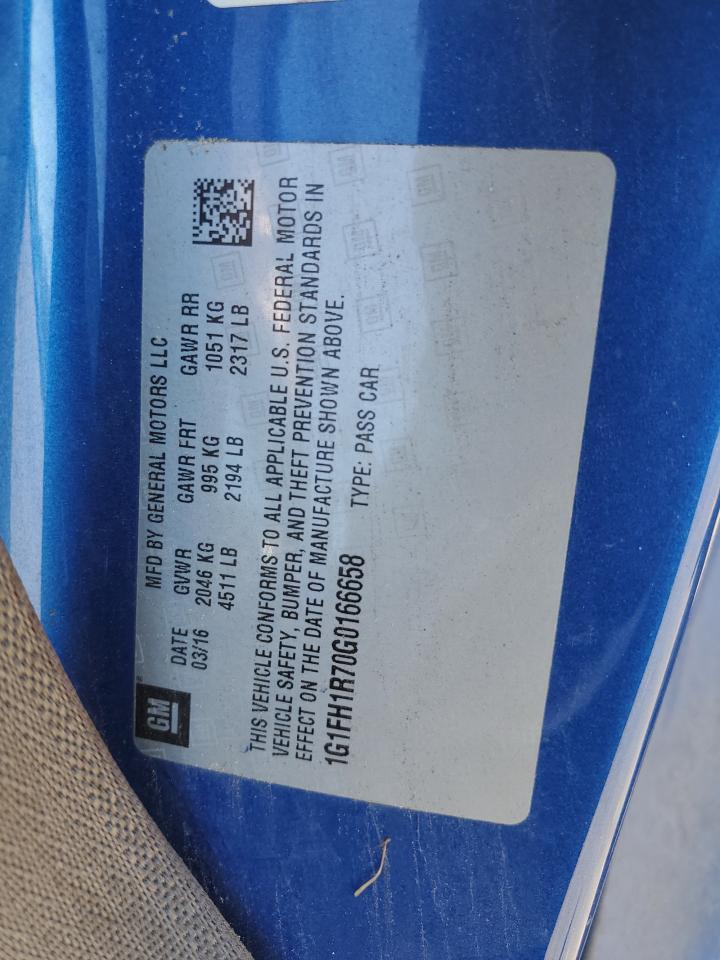 GM
MFD BY GENERAL MOTORS LLC
DATE GVWR GAWR FRT GAWR RR
03/16 2046 KG 995 KG 1051 KG
4511 LB 2194 LB 2317 LB
THIS VEHICLE CONFORMS TO ALL APPLICABLE U.S. FEDERAL MOTOR
VEHICLE SAFETY, BUMPER, AND THEFT PREVENTION STANDARDS IN
EFFECT ON THE DATE OF MANUFACTURE SHOWN ABOVE.
1G1FH1R70G0166658 TYPE: PASS CAR